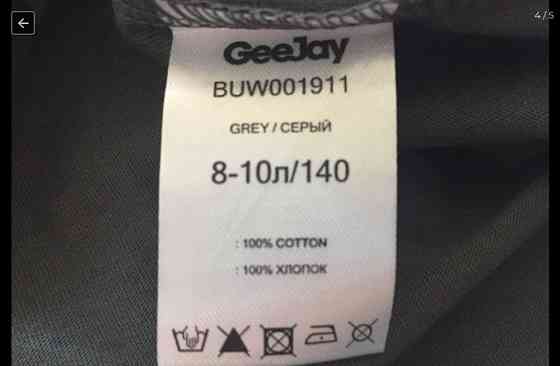 4 / 5
GeeJay
BUW001911
GREY / СЕРЫЙ
8-10л/140
: 100% COTTON
: 100% ХЛОПОК